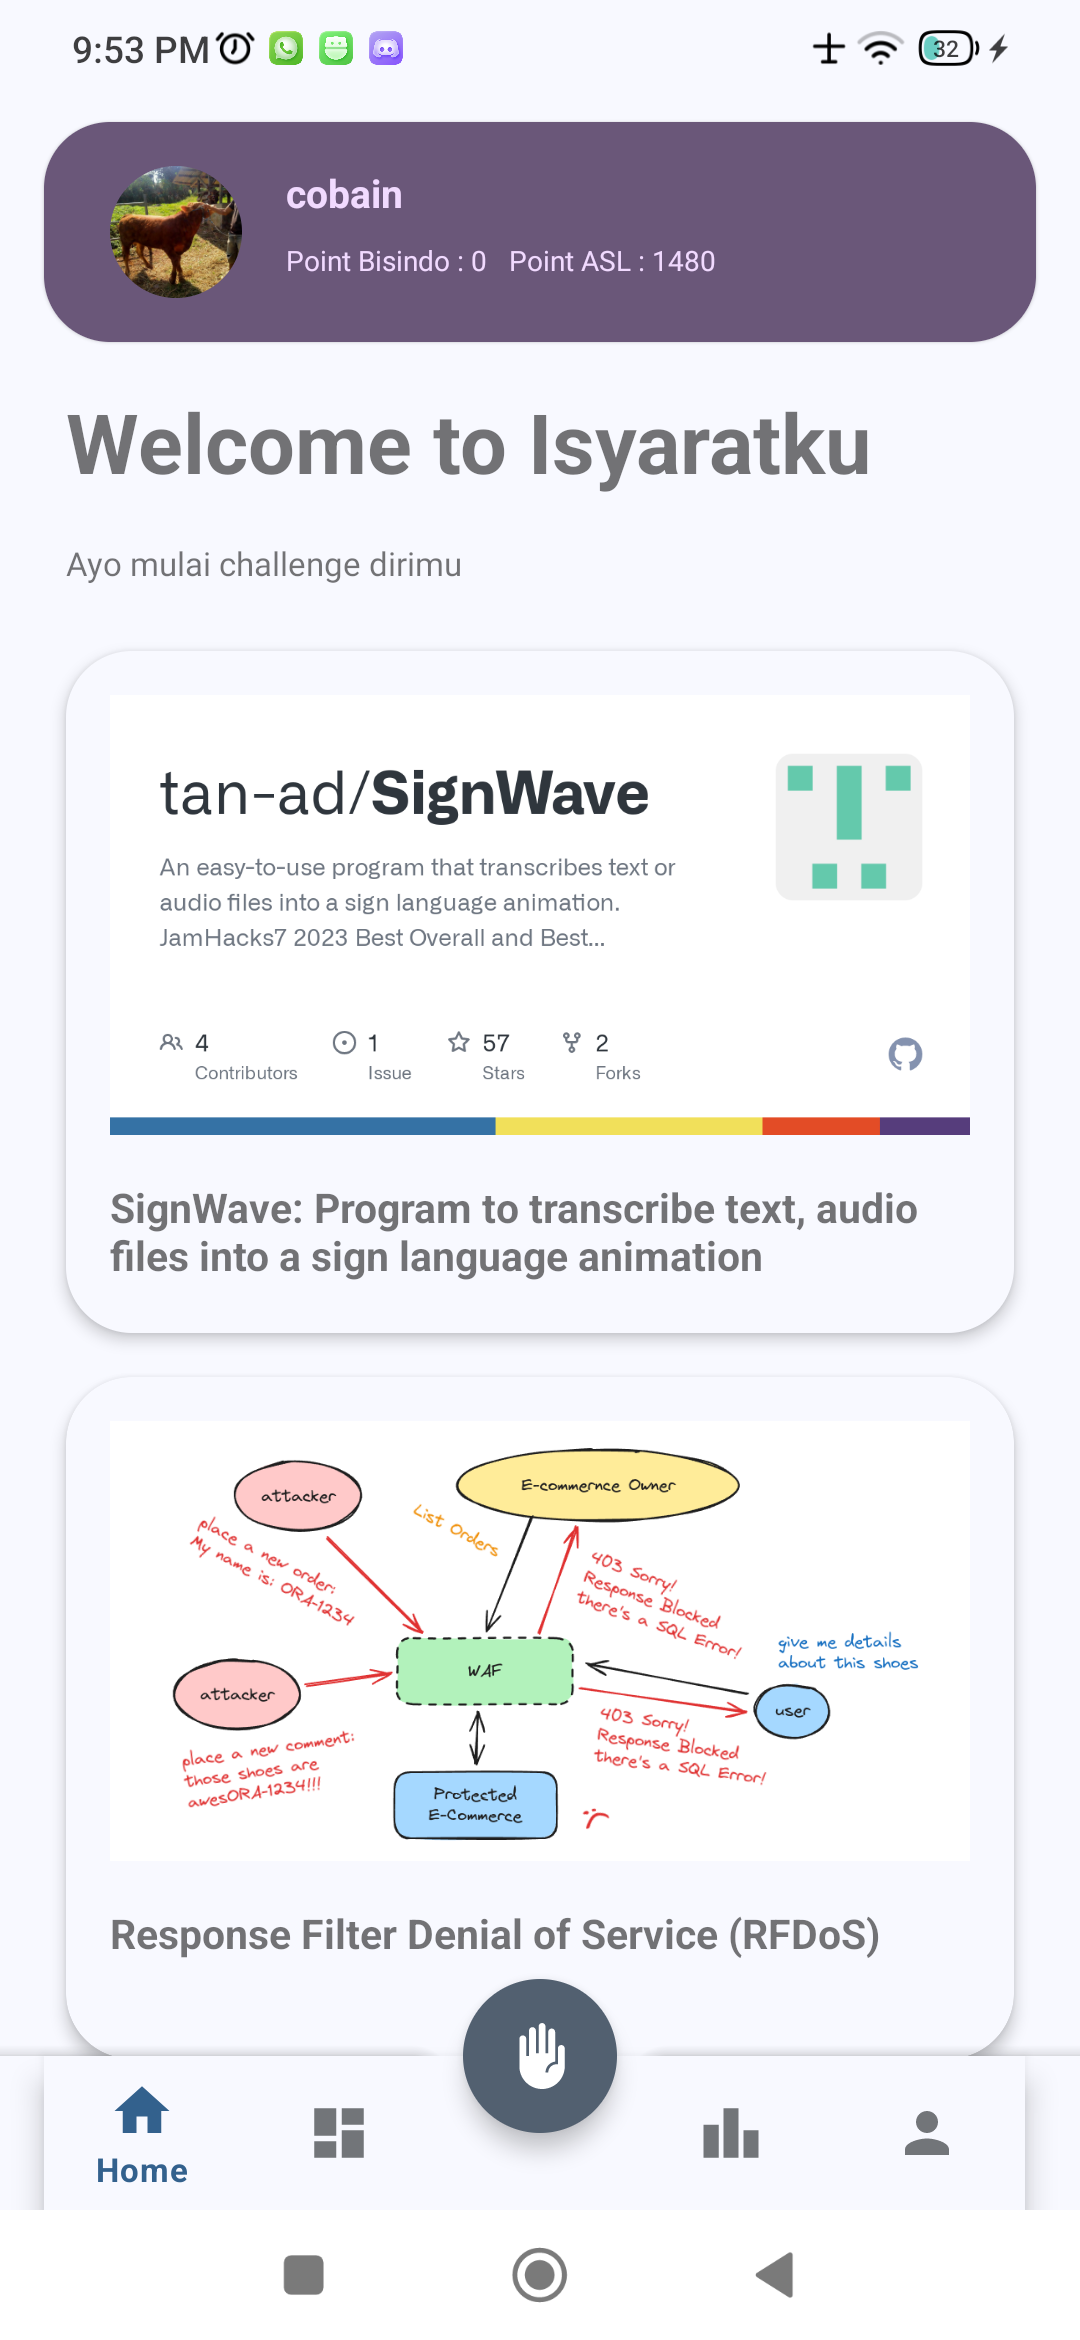 9:53 PM
32
cobain
Point Bisindo : 0 Point ASL : 1480
Welcome to Isyaratku
Ayo mulai challenge dirimu
tan-ad/SignWave
An easy-to-use program that transcribes text or
audio files into a sign language animation.
JamHacks7 2023 Best Overall and Best...
4 1 57 2
Contributors Issue Stars Forks
SignWave: Program to transcribe text, audio
files into a sign language animation
attacker
E-commernce Owner
place a new order:
My name is: ORA-1234
List Orders
403 Sorry!
Response Blocked
there's a SQL Error!
give me details
about this shoes
WAF
attacker
user
403 Sorry!
Response Blocked
there's a SQL Error!
place a new comment:
those shoes are
awesORA-1234!!!
Protected
E-Commerce
:(
Response Filter Denial of Service (RFDoS)
Home